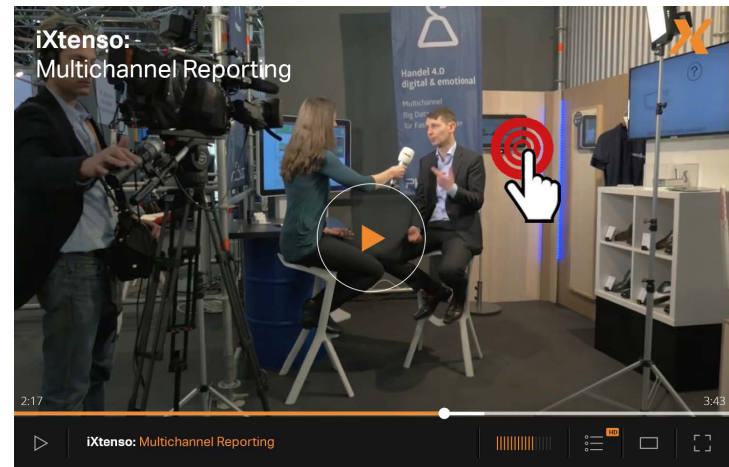 iXtenso: -
Multichannel Reporting
Handel 4.0
digital & emotional
Multichannel
Big Data
für Fa
?
2:17
3:43
iXtenso: Multichannel Reporting
HD